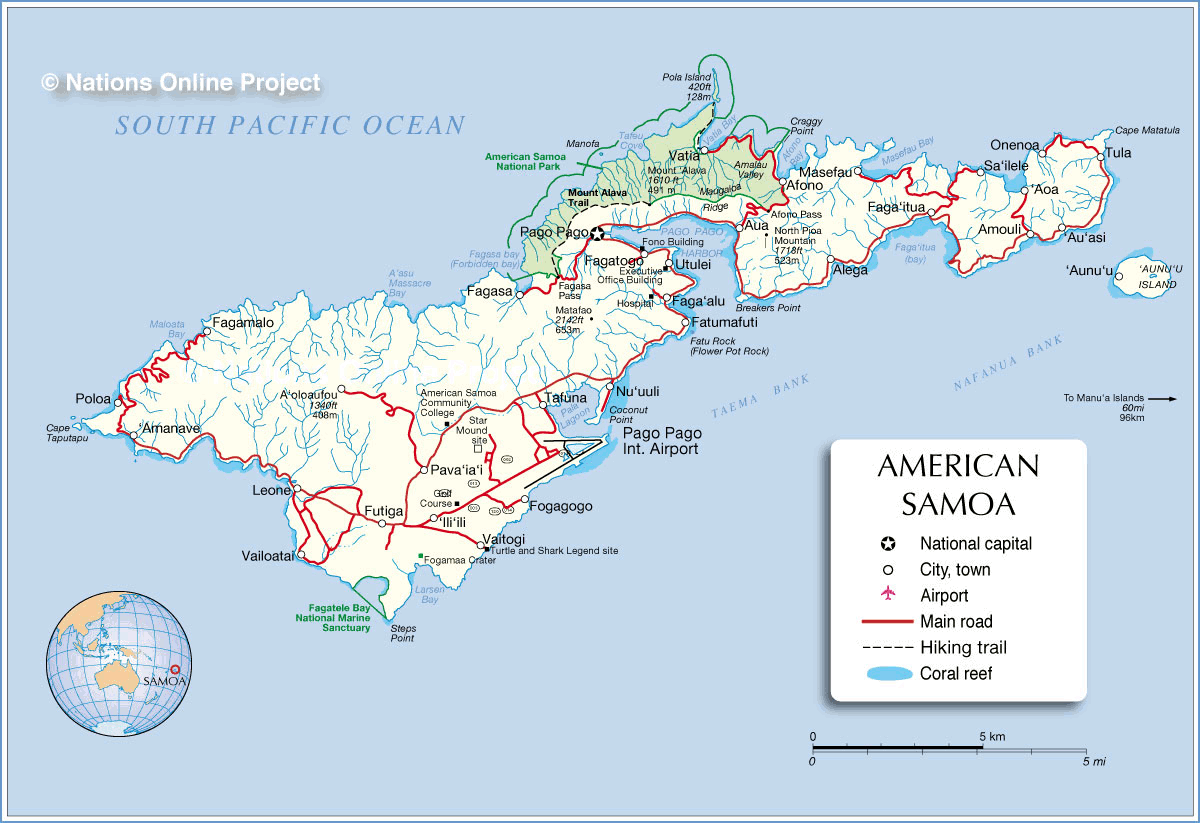 © Nations Online Project
SOUTH PACIFIC OCEAN
Pola Island
420ft
128m
Vatia Bay
Craggy
Point
Tafeu
Cove
Manofa
American Samoa
National Park
Vatia
Mount 'Alava
1610 ft
491 m
Amalau
Valley
Afono
Bay
Masefau Bay
Cape Matatula
Onenoa
Tula
Sa'ilele
Masefau
Afono
'Aoa
Mount Alava
Trail
Maugaloa
Ridge
Faga'itua
Afono Pass
Pago Pago
PAGO PAGO
HARBOR
Aua
North Pioa
Mountain
1718ft
523m
Amouli
'Au'asi
Fono Building
Faga'itua
(bay)
Fagasa bay
(Forbidden bay)
Fagatogo
Utulei
Executive
Office Building
Alega
'Aunu'u
'AUNU'U
ISLAND
A'asu
Massacre
Bay
Fagasa
Fagasa
Pass
Hospital
Faga'alu
Breakers Point
Matafao
2142ft
653m
Fatumafuti
Maloata
Bay
Fagamalo
Fatu Rock
(Flower Pot Rock)
NAFANUA BANK
TAEMA BANK
A'oloaufou
1340ft
408m
American Samoa
Community
College
Tafuna
Nu'uuli
Poloa
Pala
Lagoon
Coconut
Point
To Manu'a Islands
60mi
96km
Cape
Taputapu
'Amanave
Star
Mound
site
Pago Pago
Int. Airport
Pava'ia'i
002
013
Leone
Golf
Course
Fogagogo
Futiga
'Ili'ili
Vaitogi
Turtle and Shark Legend site
Vailoatai
Fogamaa Crater
Larsen
Bay
Fagatele Bay
National Marine
Sanctuary
Steps
Point
SAMOA
AMERICAN
SAMOA
National capital
City, town
Airport
Main road
Hiking trail
Coral reef
0 5 km
0 5 mi